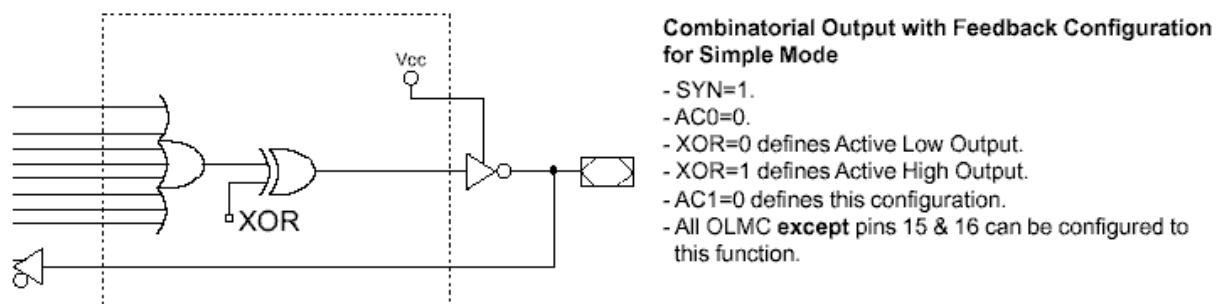 Vcc
XOR
Combinatorial Output with Feedback Configuration
for Simple Mode
- SYN=1.
- AC0=0.
- XOR=0 defines Active Low Output.
- XOR=1 defines Active High Output.
- AC1=0 defines this configuration.
- All OLMC except pins 15 & 16 can be configured to
this function.